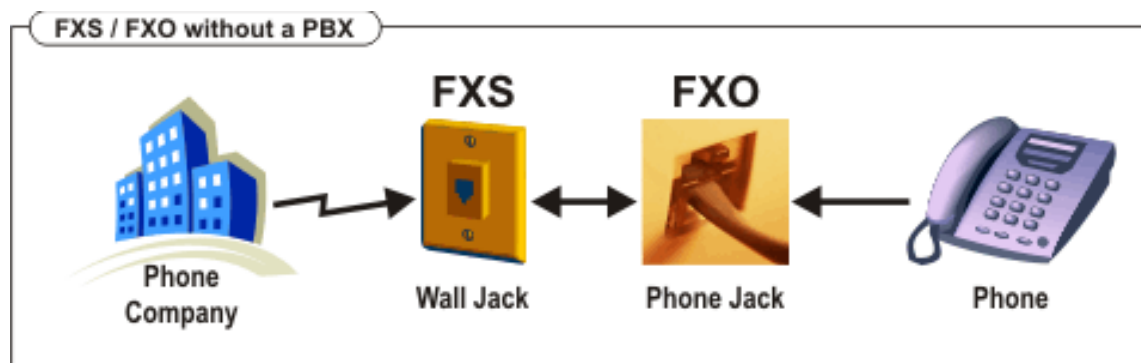 FXS / FXO without a PBX
FXS
FXO
Phone
Company
Wall Jack
Phone Jack
Phone